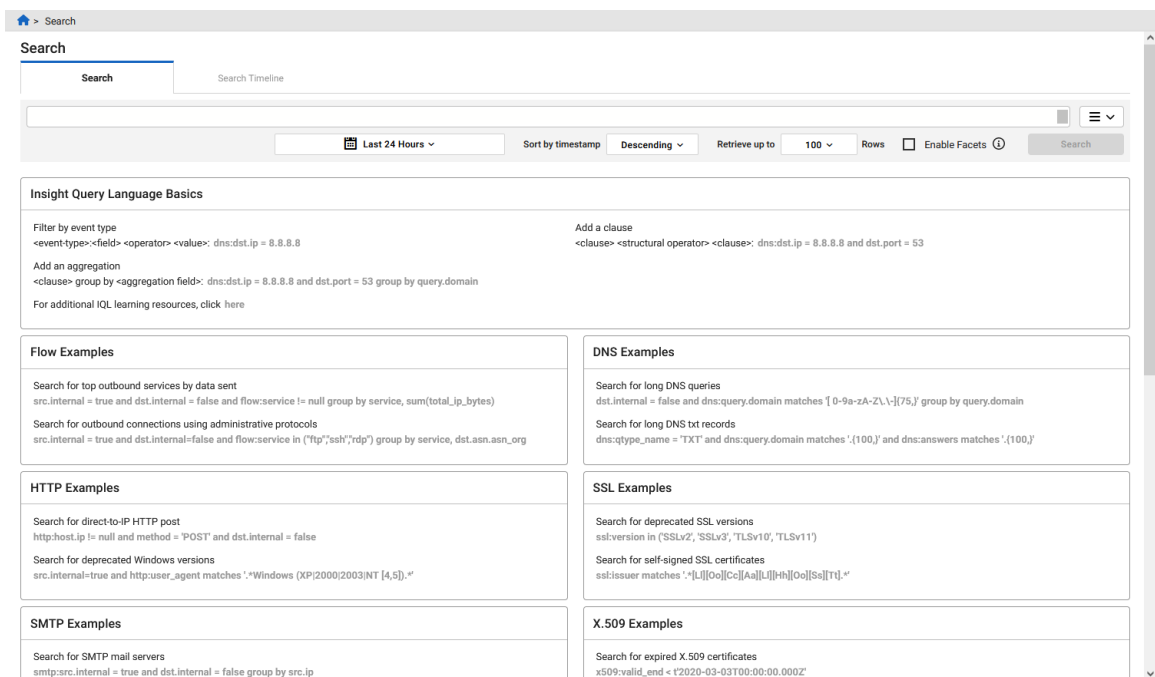 > Search
Search
Search Search Timeline
Last 24 Hours Sort by timestamp Descending Retrieve up to 100 Rows Enable Facets Search
Insight Query Language Basics
Filter by event type
<event-type>:<field> <operator> <value>: dns:dst.ip = 8.8.8.8
Add a clause
<clause> <structural operator> <clause>: dns:dst.ip = 8.8.8.8 and dst.port = 53
Add an aggregation
<clause> group by <aggregation field>: dns:dst.ip = 8.8.8.8 and dst.port = 53 group by query.domain
For additional IQL learning resources, click here
Flow Examples
Search for top outbound services by data sent
src.internal = true and dst.internal = false and flow:service != null group by service, sum(total_ip_bytes)
Search for outbound connections using administrative protocols
src.internal = true and dst.internal=false and flow:service in ("ftp","ssh","rdp") group by service, dst.asn.asn_org
DNS Examples
Search for long DNS queries
dst.internal = false and dns:query.domain matches '[ 0-9a-zA-Z\.\-]{75,}' group by query.domain
Search for long DNS txt records
dns:qtype_name = 'TXT' and dns:query.domain matches '.{100,}' and dns:answers matches '.{100,}'
HTTP Examples
Search for direct-to-IP HTTP post
http:host.ip != null and method = 'POST' and dst.internal = false
Search for deprecated Windows versions
src.internal=true and http:user_agent matches '.*Windows (XP|2000|2003|NT [4,5]).*'
SSL Examples
Search for deprecated SSL versions
ssl:version in ('SSLv2', 'SSLv3', 'TLSv10', 'TLSv11')
Search for self-signed SSL certificates
ssl:issuer matches '.*[Ll][Oo][Cc][Aa][Ll][Hh][Oo][Ss][Tt].*'
SMTP Examples
Search for SMTP mail servers
smtp:src.internal = true and dst.internal = false group by src.ip
X.509 Examples
Search for expired X.509 certificates
x509:valid_end < t'2020-03-03T00:00:00.000Z'